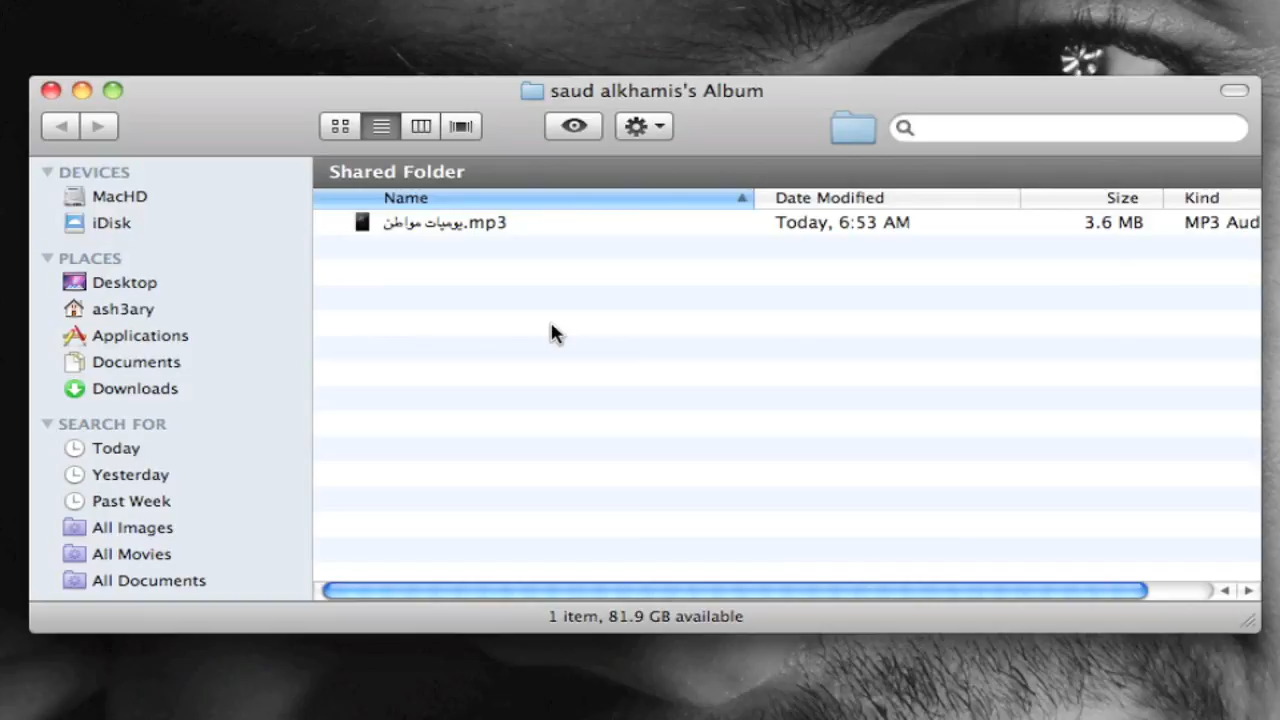 saud alkhamis's Album
DEVICES
MacHD
iDisk
PLACES
Desktop
ash3ary
Applications
Documents
Downloads
SEARCH FOR
Today
Yesterday
Past Week
All Images
All Movies
All Documents
Shared Folder
Name Date Modified Size Kind
يوميات مواطن.mp3 Today, 6:53 AM 3.6 MB MP3 Aud
1 item, 81.9 GB available